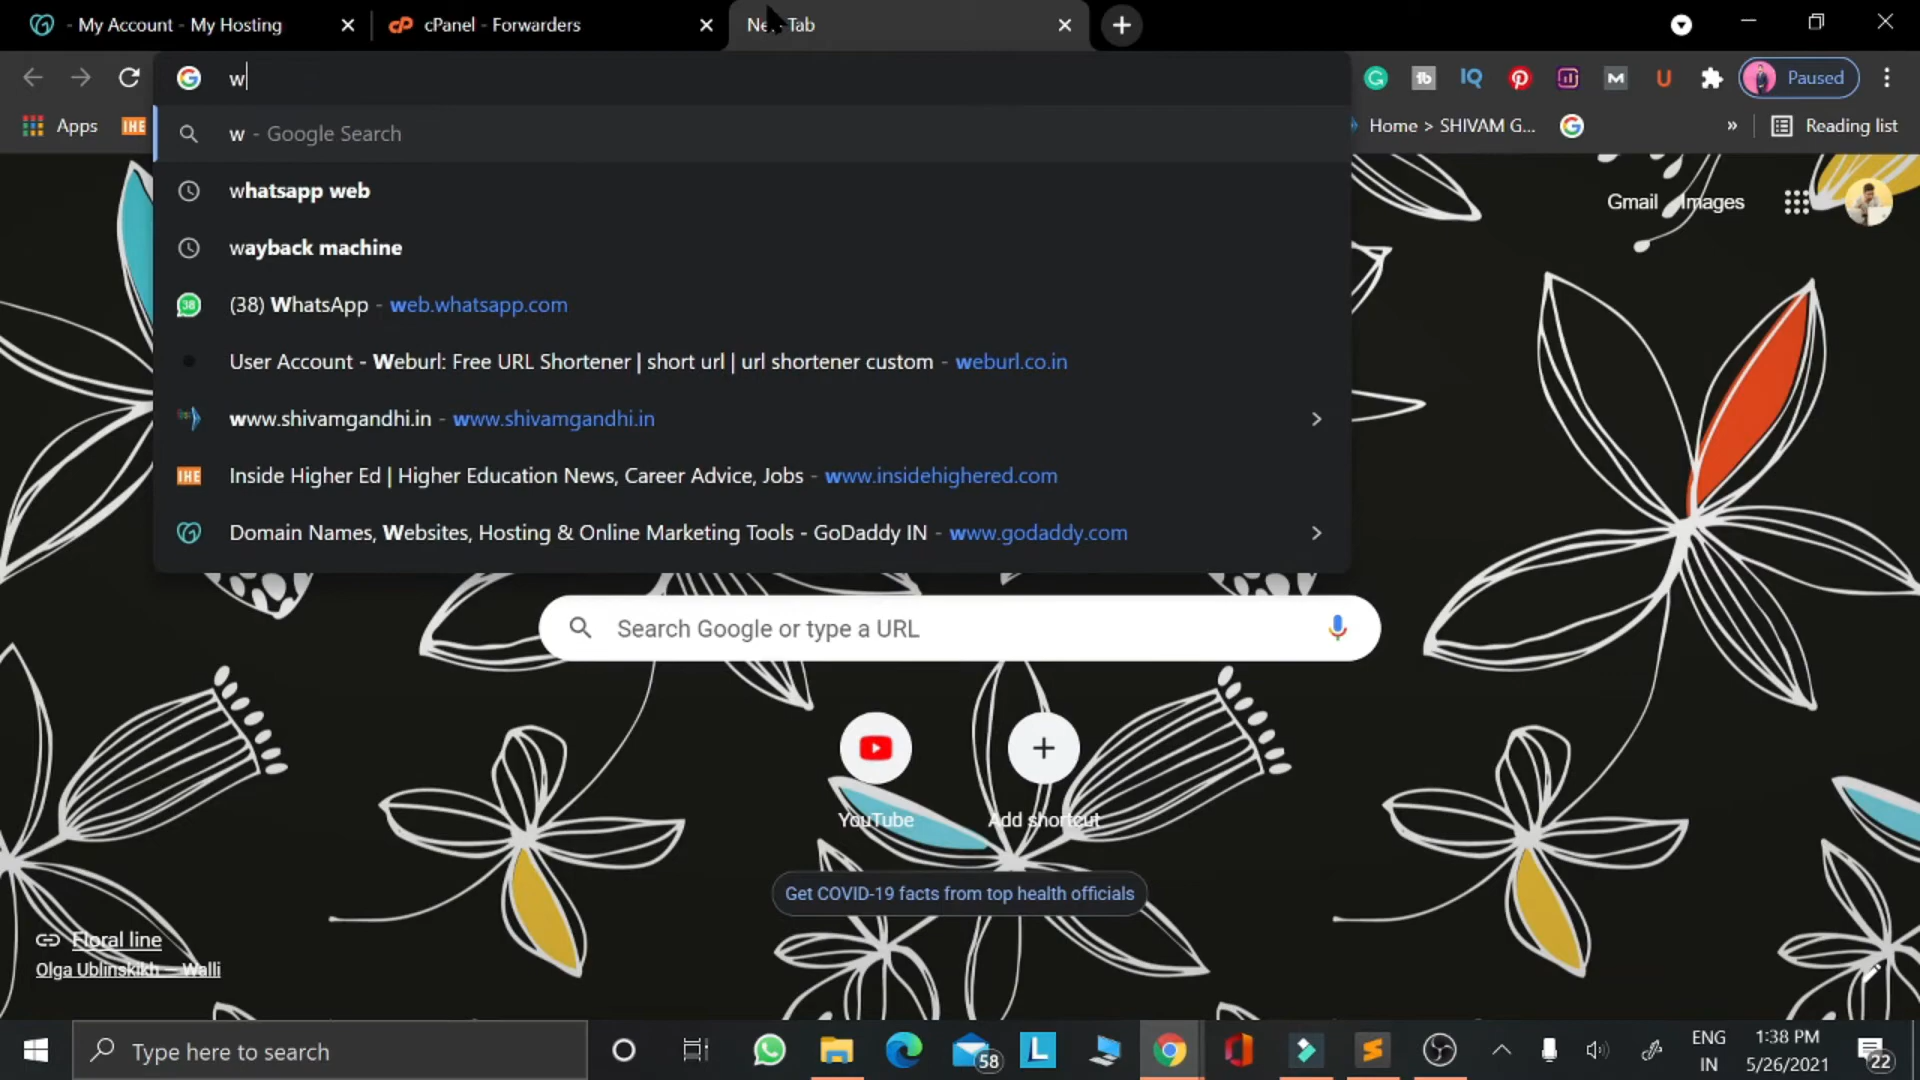 - My Account - My Hosting
cPanel - Forwarders
Tab
w
Paused
Apps
IHE
Home > SHIVAM G...
»
Reading list
w - Google Search
whatsapp web
wayback machine
(38) WhatsApp - web.whatsapp.com
User Account - Weburl: Free URL Shortener | short url | url shortener custom - weburl.co.in
www.shivamgandhi.in - www.shivamgandhi.in
IHE Inside Higher Ed | Higher Education News, Career Advice, Jobs - www.insidehighered.com
Domain Names, Websites, Hosting & Online Marketing Tools - GoDaddy IN - www.godaddy.com
Gmail Images
Search Google or type a URL
YouTube
Add shortcut
Get COVID-19 facts from top health officials
Floral line
Olga Ublinskikh — Walli
Type here to search
58
ENG
IN
1:38 PM
5/26/2021
22